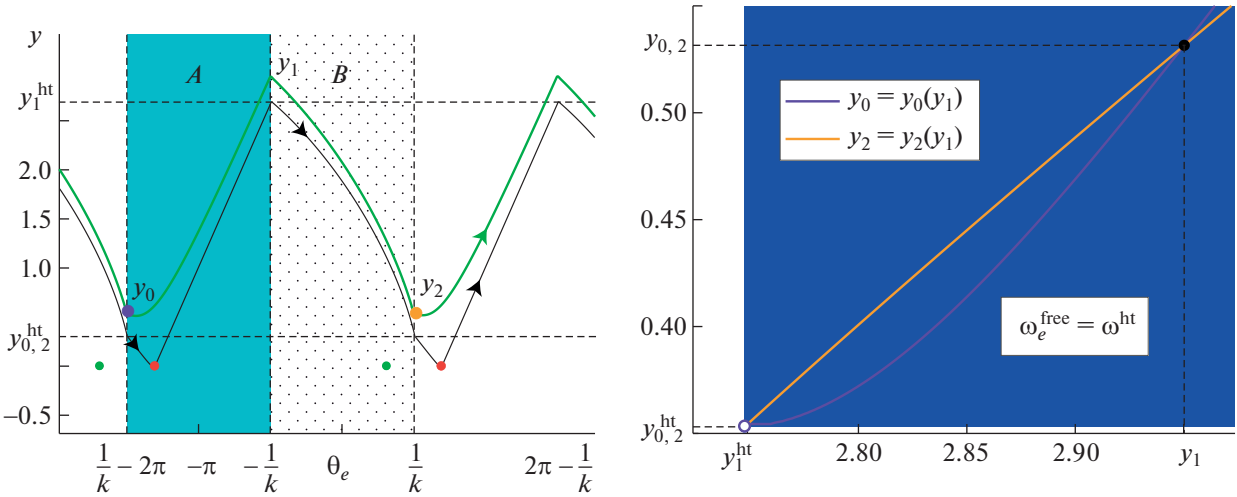 y
A
y₁
B
y₁ʰᵗ
2.0
1.5
1.0
y₀
y₂
y₀, ₂ʰᵗ
−0.5
1/k − 2π
−π
−1/k
θₑ
1/k
2π − 1/k
y₀, ₂
0.50
y₀ = y₀(y₁)
y₂ = y₂(y₁)
0.45
0.40
ωₑᶠʳᵉᵉ = ωʰᵗ
y₀, ₂ʰᵗ
y₁ʰᵗ
2.80
2.85
2.90
y₁